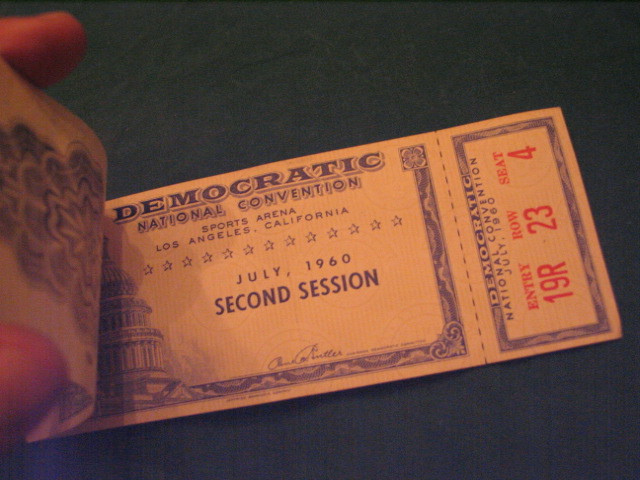 DEMOCRATIC
NATIONAL CONVENTION
SPORTS ARENA
LOS ANGELES, CALIFORNIA
JULY, 1960
SECOND SESSION
DEMOCRATIC
NATIONAL CONVENTION
JULY, 1960
ENTRY ROW SEAT
19R 23 4